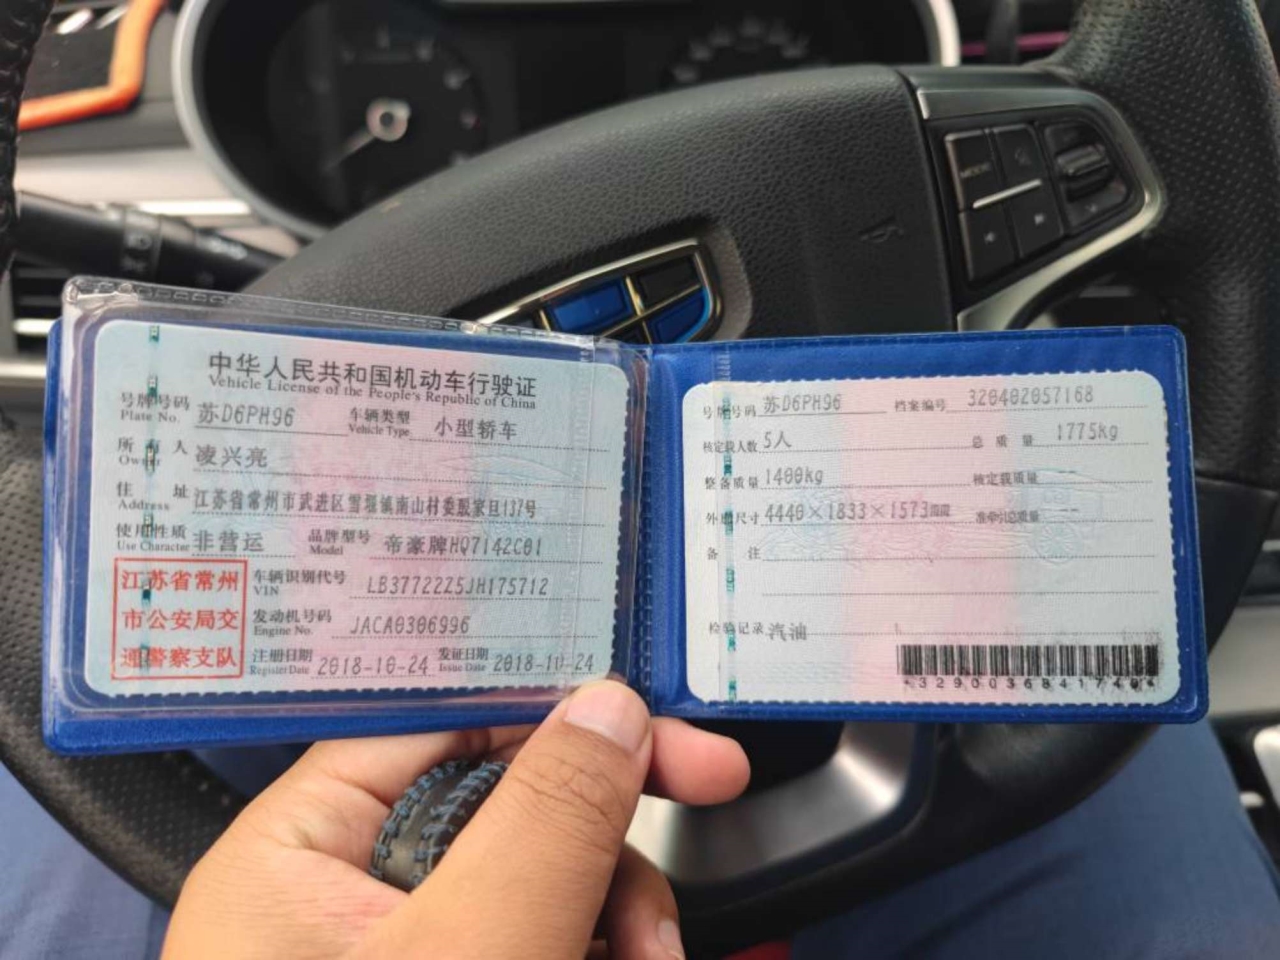 中华人民共和国机动车行驶证
Vehicle License of the People's Republic of China
号牌号码 苏D6PH96 车辆类型 小型轿车
Plate No. Vehicle Type
所有人 凌兴亮
Owner
住址 江苏省常州市武进区雪堰镇南山村委殷家旦137号
Address
使用性质 非营运 品牌型号 帝豪牌HQ7142C01
Use Character Model
江苏省常州
市公安局交
通警察支队
车辆识别代号 LB37722Z5JH175712
VIN
发动机号码 JACA0306996
Engine No.
注册日期 2018-10-24 发证日期 2018-10-24
Register Date Issue Date
号牌号码 苏D6PH96 档案编号 320402057168
核定载人数 5人 总质量 1775kg
整备质量 1400kg 核定载质量 --
外廓尺寸 4440×1833×1573mm 准牵引总质量 --
备注
检验记录 汽油
*3290036841740*
MODE